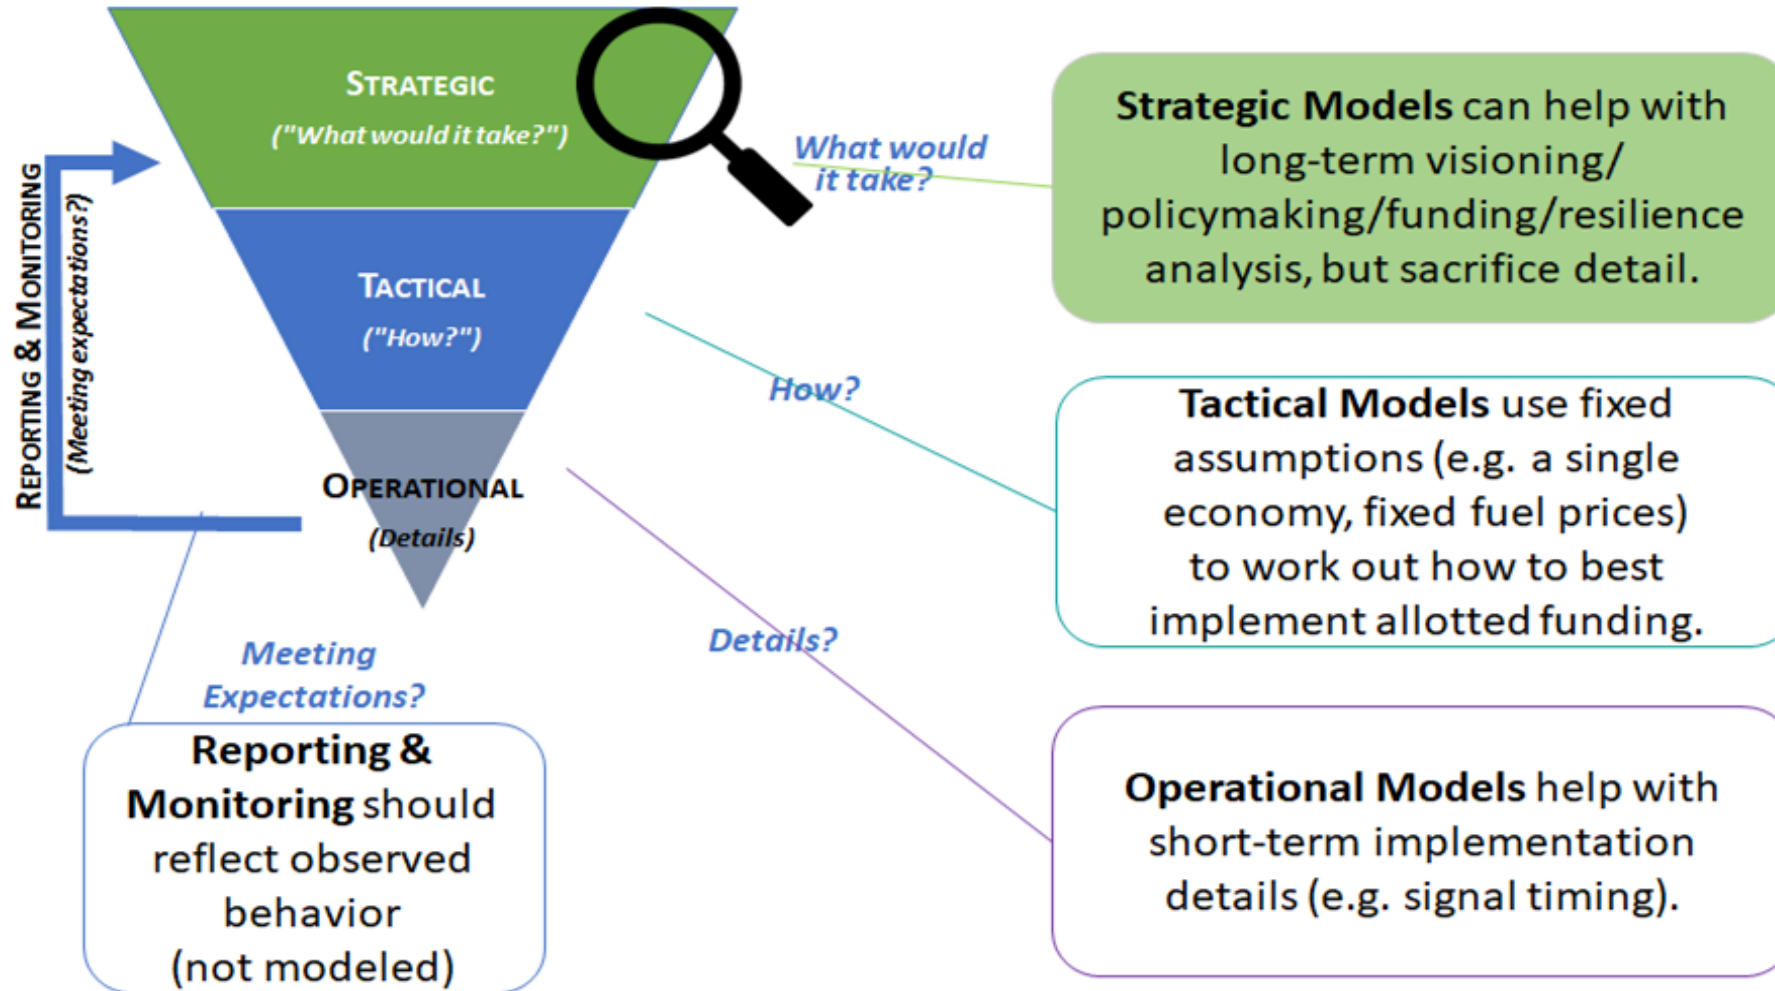 STRATEGIC
("What would it take?")
TACTICAL
("How?")
OPERATIONAL
(Details)
REPORTING & MONITORING
(Meeting expectations?)
What would
it take?
How?
Details?
Meeting
Expectations?
Strategic Models can help with
long-term visioning/
policymaking/funding/resilience
analysis, but sacrifice detail.
Tactical Models use fixed
assumptions (e.g. a single
economy, fixed fuel prices)
to work out how to best
implement allotted funding.
Operational Models help with
short-term implementation
details (e.g. signal timing).
Reporting &
Monitoring should
reflect observed
behavior
(not modeled)